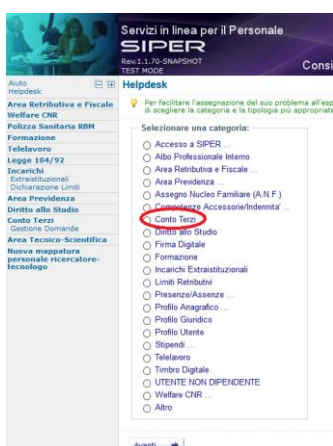 Servizi in linea per il Personale
SIPER
Rev.1.1.70-SNAPSHOT
TEST MODE
Consi
Aiuto
Helpdesk
Area Retributiva e Fiscale
Welfare CNR
Polizza Sanitaria RBM
Formazione
Telelavoro
Legge 104/92
Incarichi
Extraistituzionali
Dichiarazione Limiti
Area Previdenza
Diritto allo Studio
Conto Terzi
Gestione Domande
Area Tecnico-Scientifica
Nuova mappatura
personale ricercatore-
tecnologo
Helpdesk
Per facilitare l'assegnazione del suo problema all'esp
di scegliere la categoria e la tipologia più appropriate
Selezionare una categoria:
Accesso a SIPER ...
Albo Professionale Interno
Area Retributiva e Fiscale ...
Area Previdenza ...
Assegno Nucleo Familiare (A.N.F.)
Competenze Accessorie/Indennita' ...
Conto Terzi
Diritto allo Studio
Firma Digitale
Formazione
Incarichi Extraistituzionali
Limiti Retributivi
Presenze/Assenze ...
Profilo Anagrafico ...
Profilo Giuridico
Profilo Utente
Stipendi ...
Telelavoro
Timbro Digitale
UTENTE NON DIPENDENTE
Welfare CNR ...
Altro
Avanti